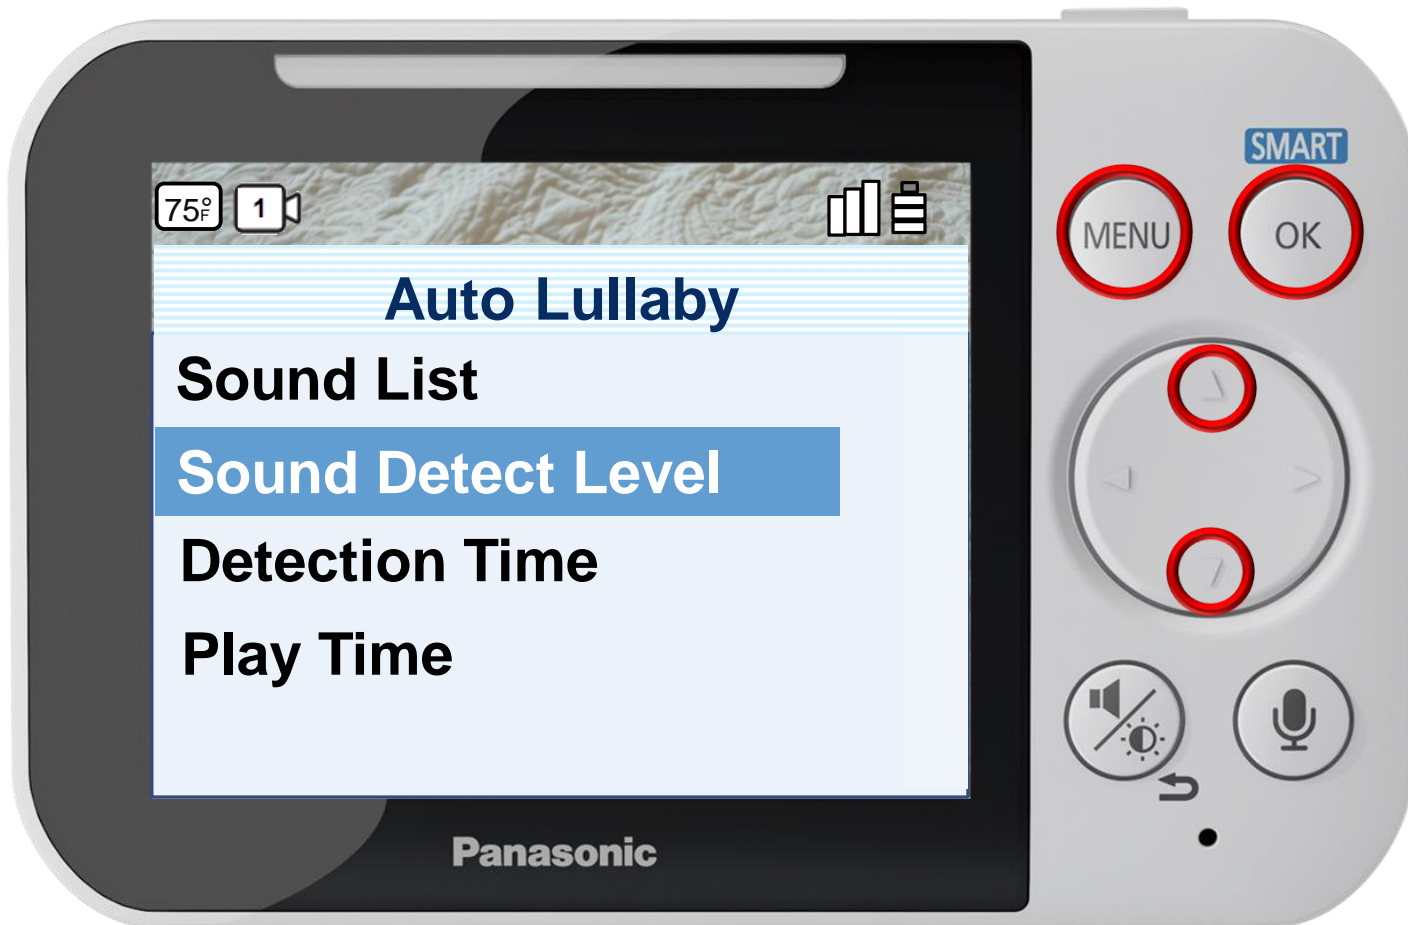 SMART
75°F 1
MENU OK
Auto Lullaby
Sound List
Sound Detect Level
Detection Time
Play Time
Panasonic